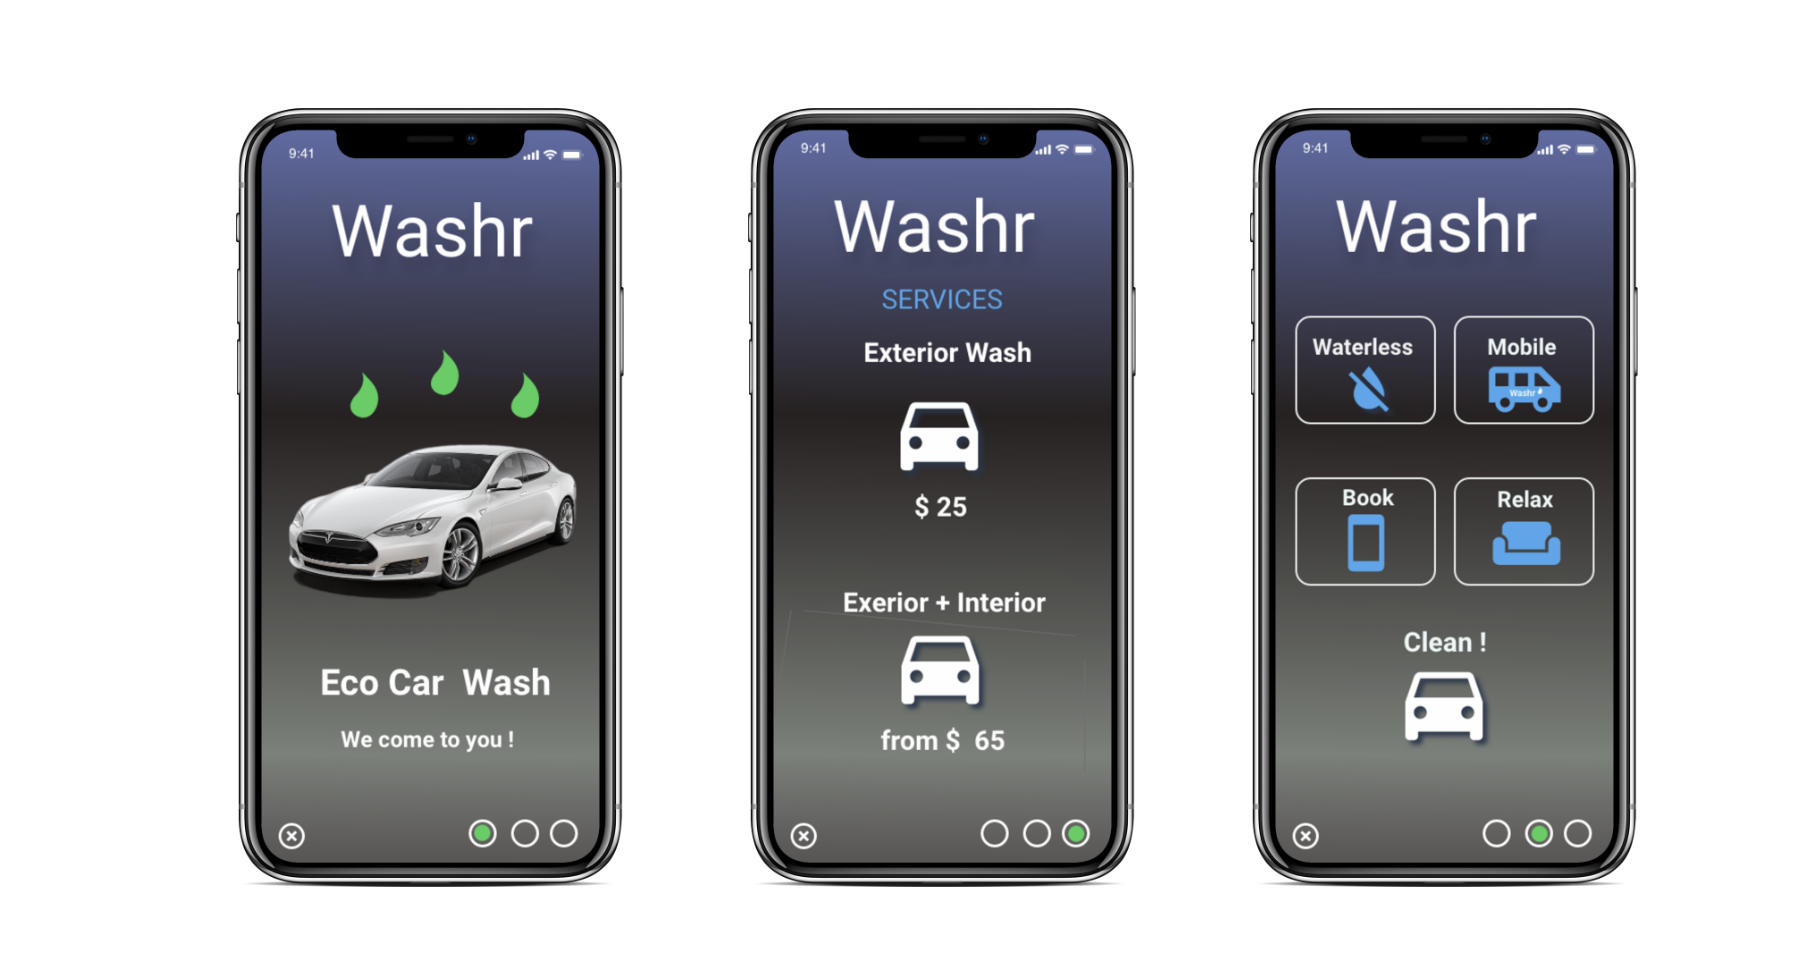 9:41
Washr
Eco Car Wash
We come to you !
9:41
Washr
SERVICES
Exterior Wash
$ 25
Exerior + Interior
from $ 65
9:41
Washr
Waterless
Mobile
Washr
Book
Relax
Clean !